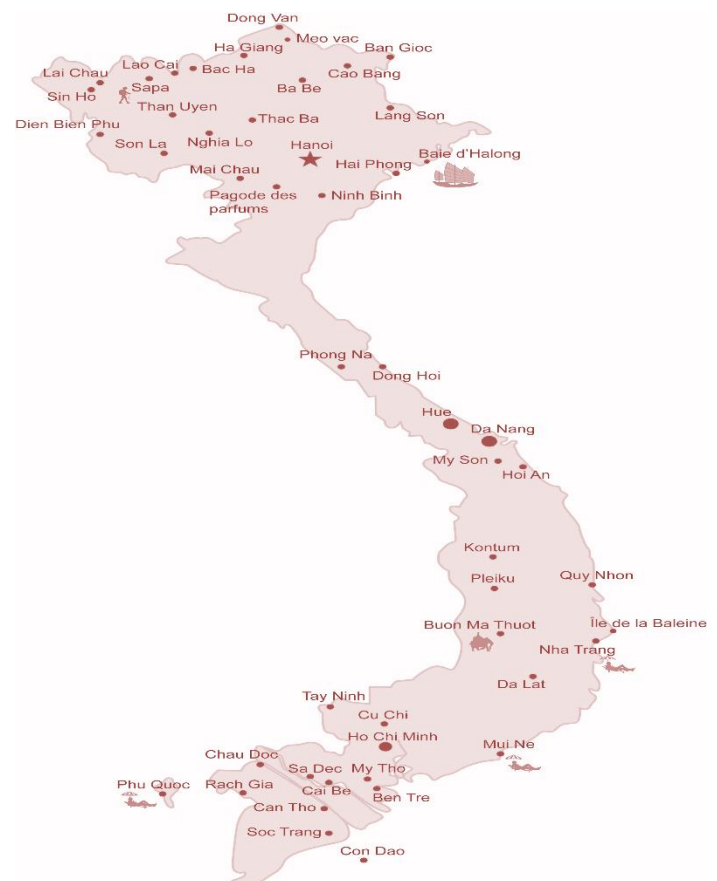 Dong Van
Meo vac
Ha Giang
Ban Gioc
Lao Cai
Bac Ha
Cao Bang
Lai Chau
Sapa
Ba Be
Sin Ho
Than Uyen
Thac Ba
Lang Son
Dien Bien Phu
Son La
Nghia Lo
Hanoi
Hai Phong
Baie d'Halong
Mai Chau
Pagode des
parfums
Ninh Binh
Phong Na
Dong Hoi
Hue
Da Nang
My Son
Hoi An
Kontum
Pleiku
Quy Nhon
Buon Ma Thuot
Île de la Baleine
Nha Trang
Da Lat
Tay Ninh
Cu Chi
Ho Chi Minh
Mui Ne
Chau Doc
Sa Dec
My Tho
Phu Quoc
Rach Gia
Cai Be
Ben Tre
Can Tho
Soc Trang
Con Dao